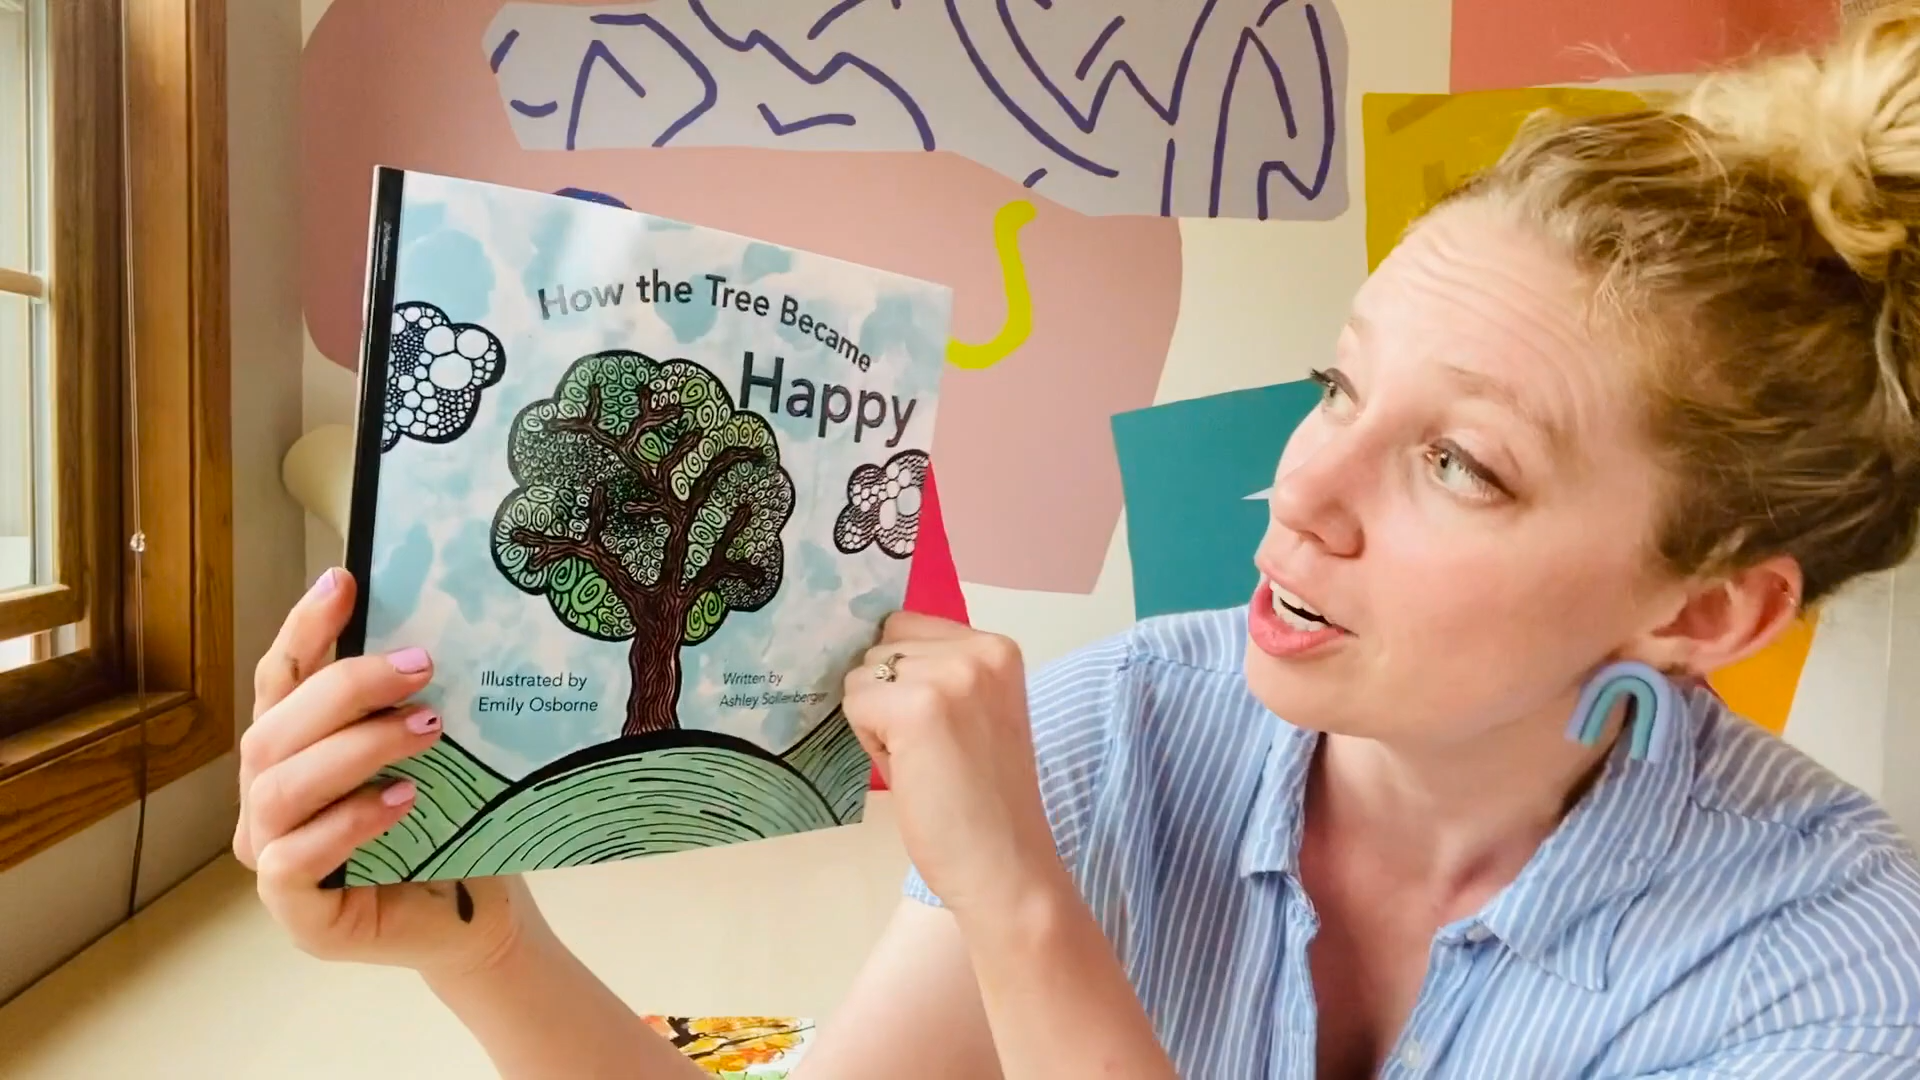 How the Tree Became
Happy
Illustrated by
Emily Osborne
Written by
Ashley Sollenberger